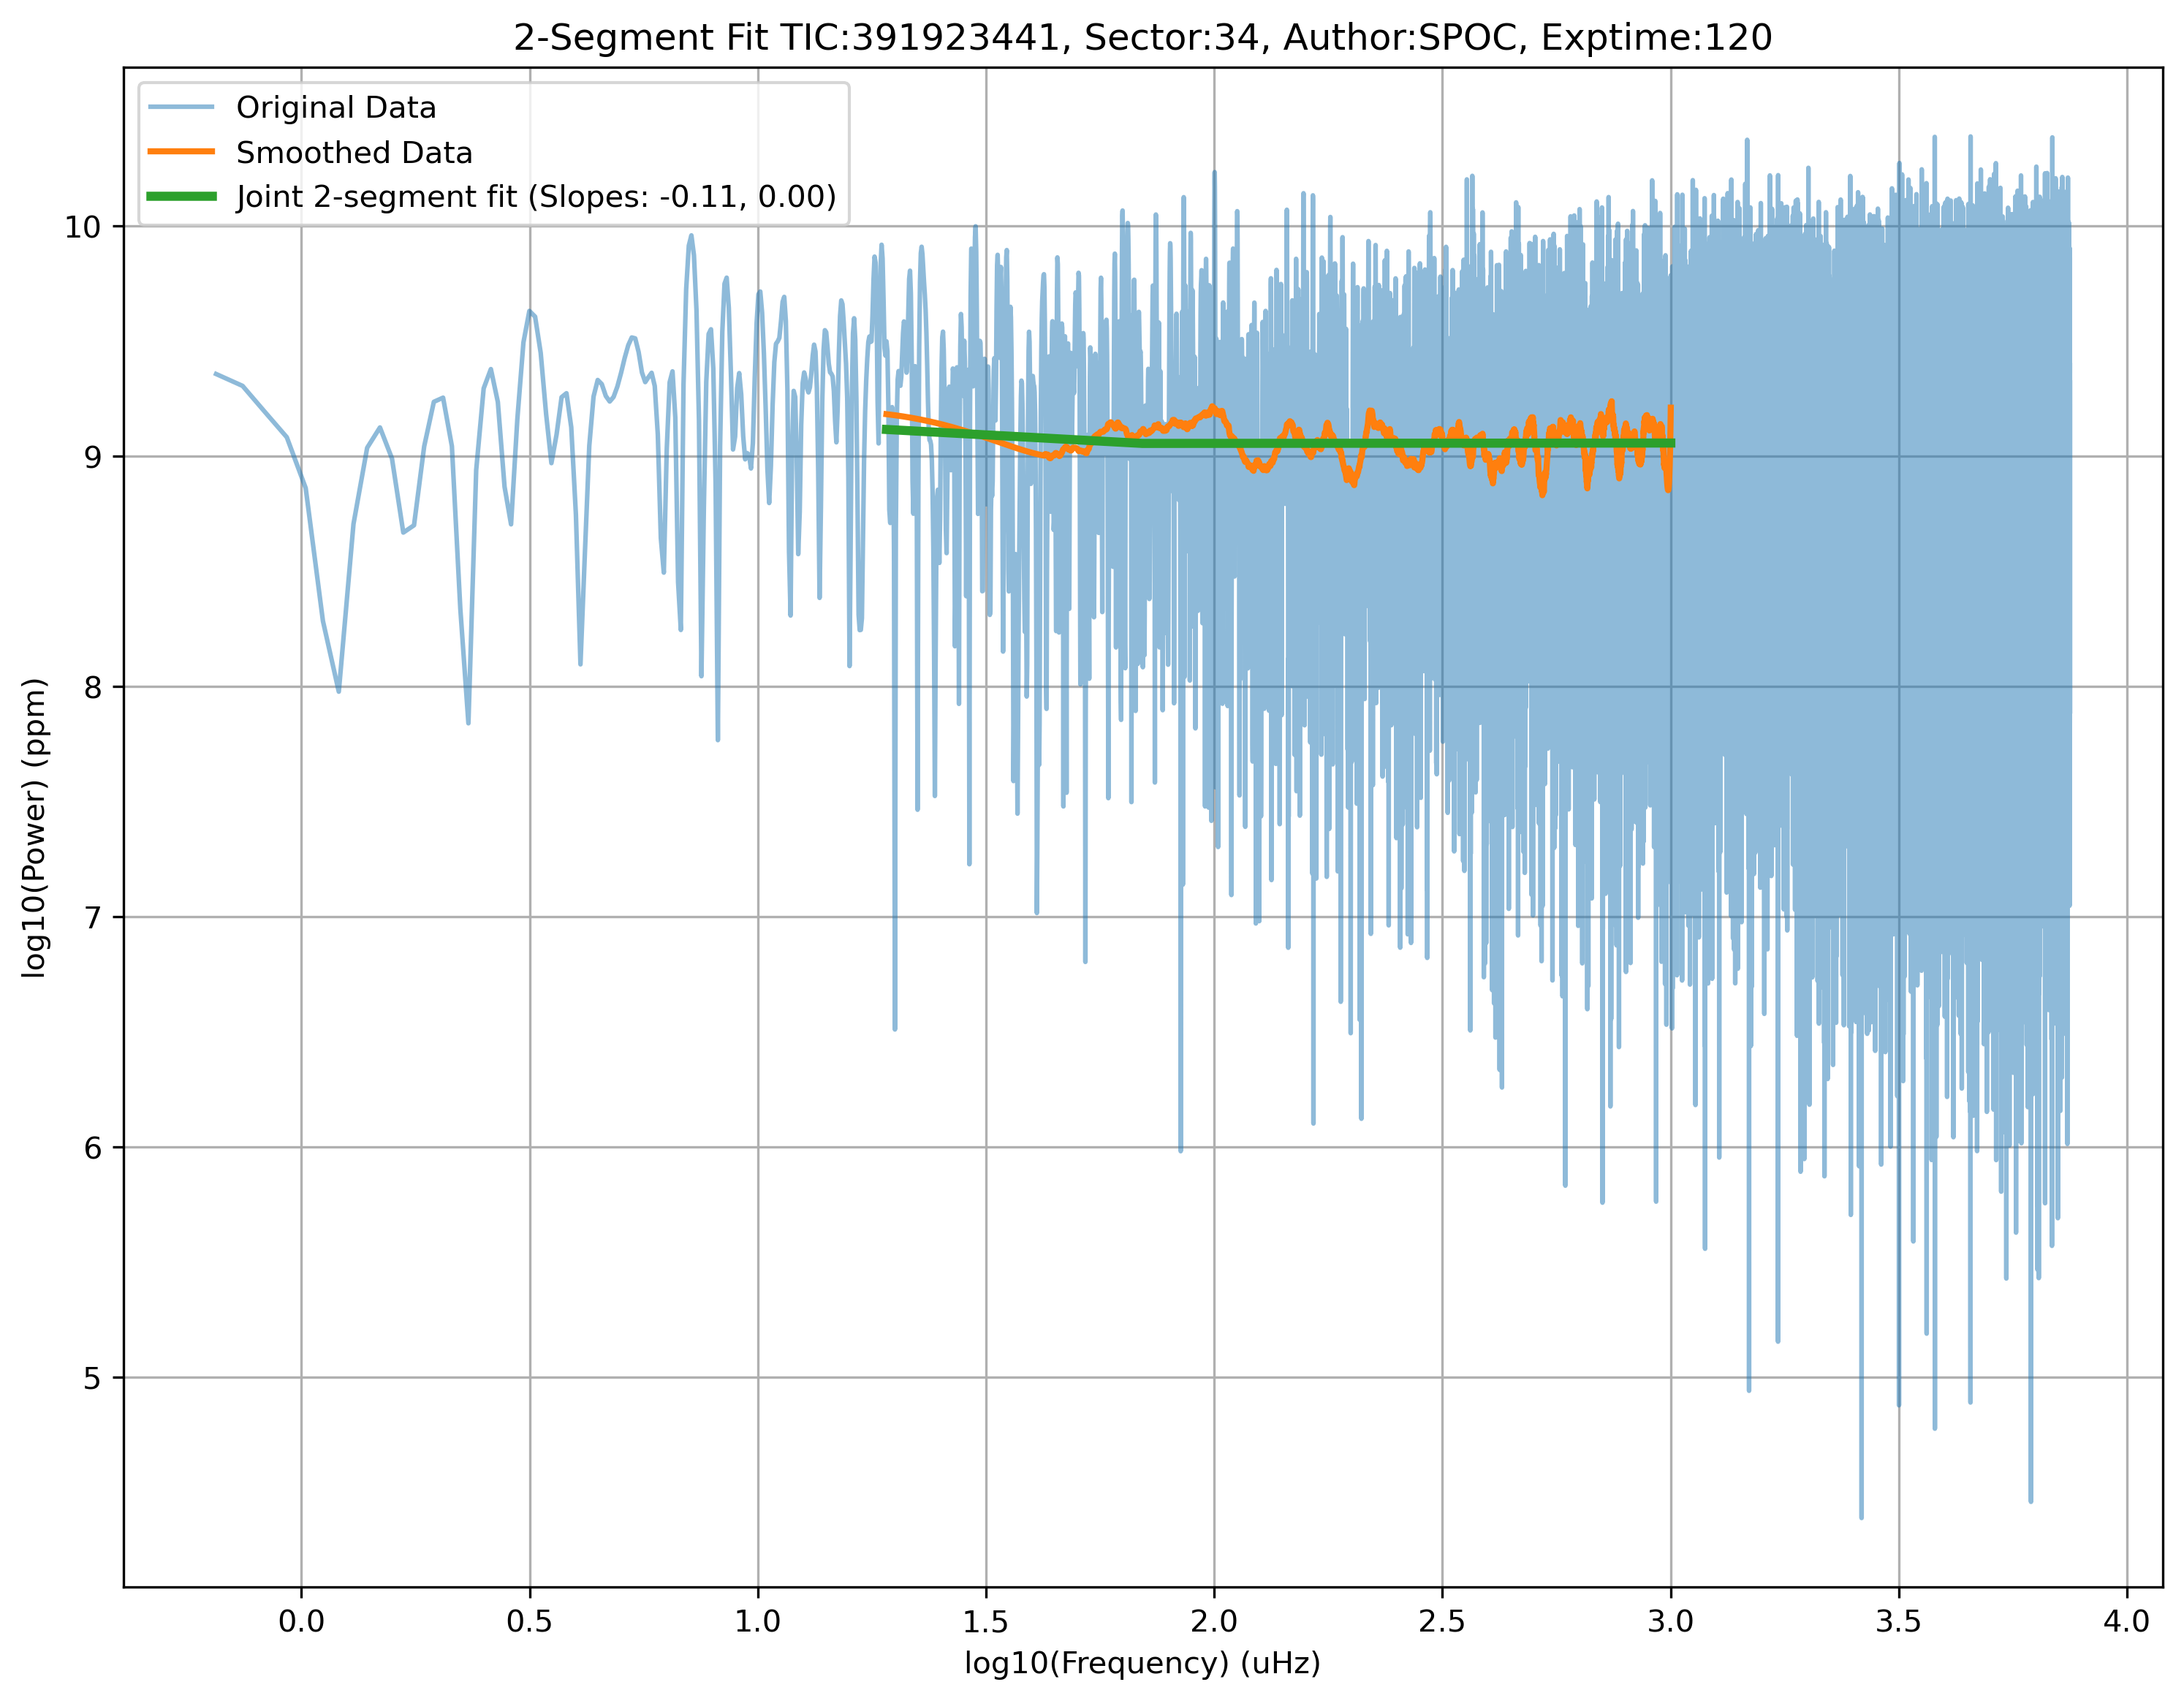 2-Segment Fit TIC:391923441, Sector:34, Author:SPOC, Exptime:120
Original Data
Smoothed Data
Joint 2-segment fit (Slopes: -0.11, 0.00)
log10(Power) (ppm)
10
9
8
7
6
5
0.0 0.5 1.0 1.5 2.0 2.5 3.0 3.5 4.0
log10(Frequency) (uHz)